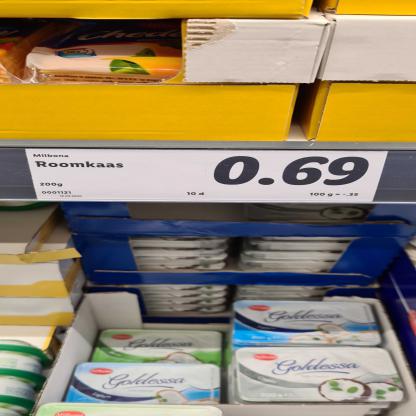 Milbona
Roomkaas
200g
0001121
10 d
0.69
100 g = -.35
Goldessa
Goldessa
Goldessa
Goldessa